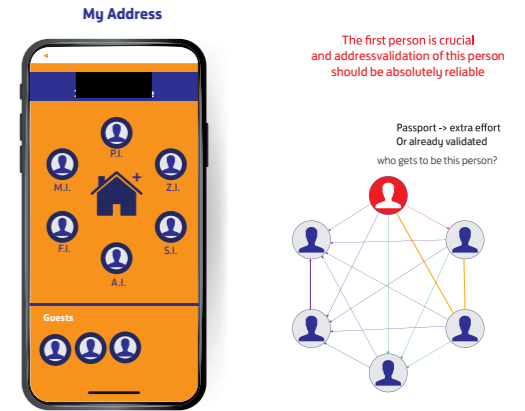 My Address
P.I.
M.I.
Z.I.
F.I.
S.I.
A.I.
Guests
The first person is crucial
and addressvalidation of this person
should be absolutely reliable
Passport -> extra effort
Or already validated
who gets to be this person?